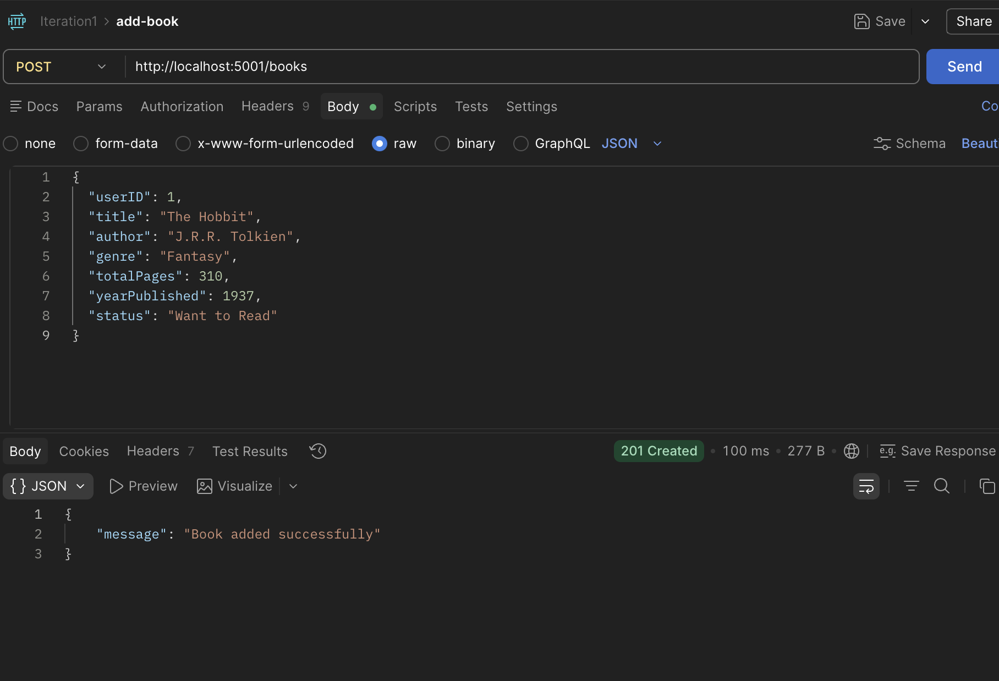 HTTP Iteration1 > add-book Save Share
POST http://localhost:5001/books Send
Docs Params Authorization Headers 9 Body Scripts Tests Settings Co
none form-data x-www-form-urlencoded raw binary GraphQL JSON Schema Beauti
1 {
2 "userID": 1,
3 "title": "The Hobbit",
4 "author": "J.R.R. Tolkien",
5 "genre": "Fantasy",
6 "totalPages": 310,
7 "yearPublished": 1937,
8 "status": "Want to Read"
9 }
Body Cookies Headers 7 Test Results 201 Created • 100 ms • 277 B • e.g. Save Response
{} JSON Preview Visualize
1 {
2 "message": "Book added successfully"
3 }